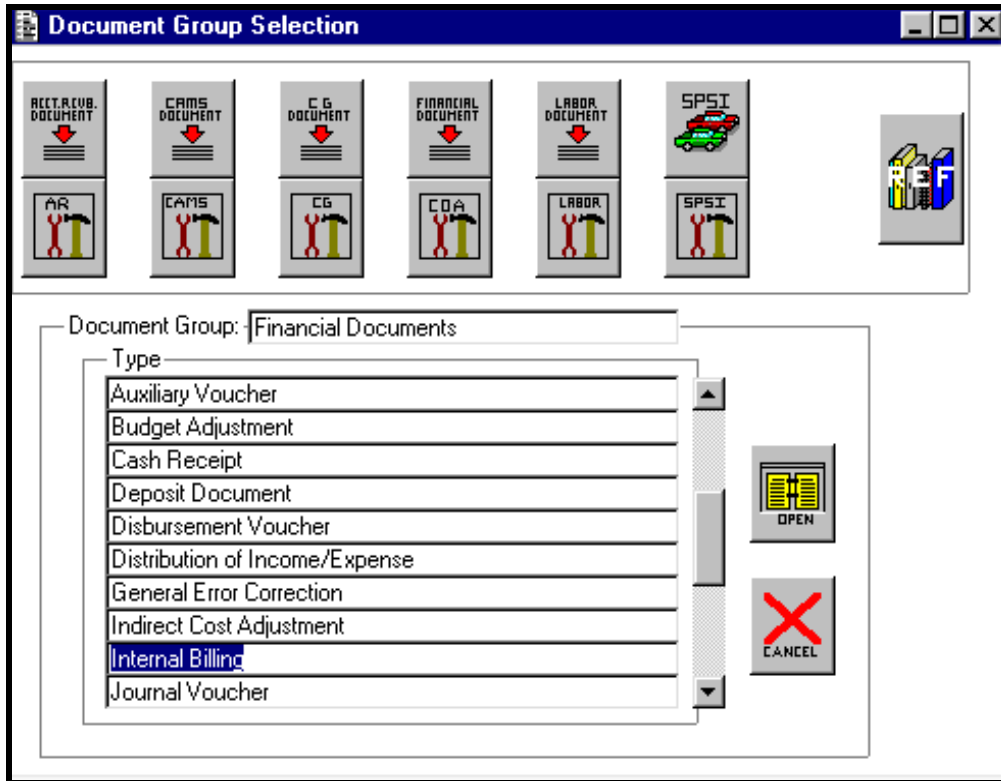 Document Group Selection
ACCT.RCVB. DOCUMENT
CAMS DOCUMENT
CG DOCUMENT
FINANCIAL DOCUMENT
LABOR DOCUMENT
SPSI
REF
AR
CAMS
CG
COA
LABOR
SPSI
Document Group: Financial Documents
Type
Auxiliary Voucher
Budget Adjustment
Cash Receipt
Deposit Document
Disbursement Voucher
Distribution of Income/Expense
General Error Correction
Indirect Cost Adjustment
Internal Billing
Journal Voucher
OPEN
CANCEL